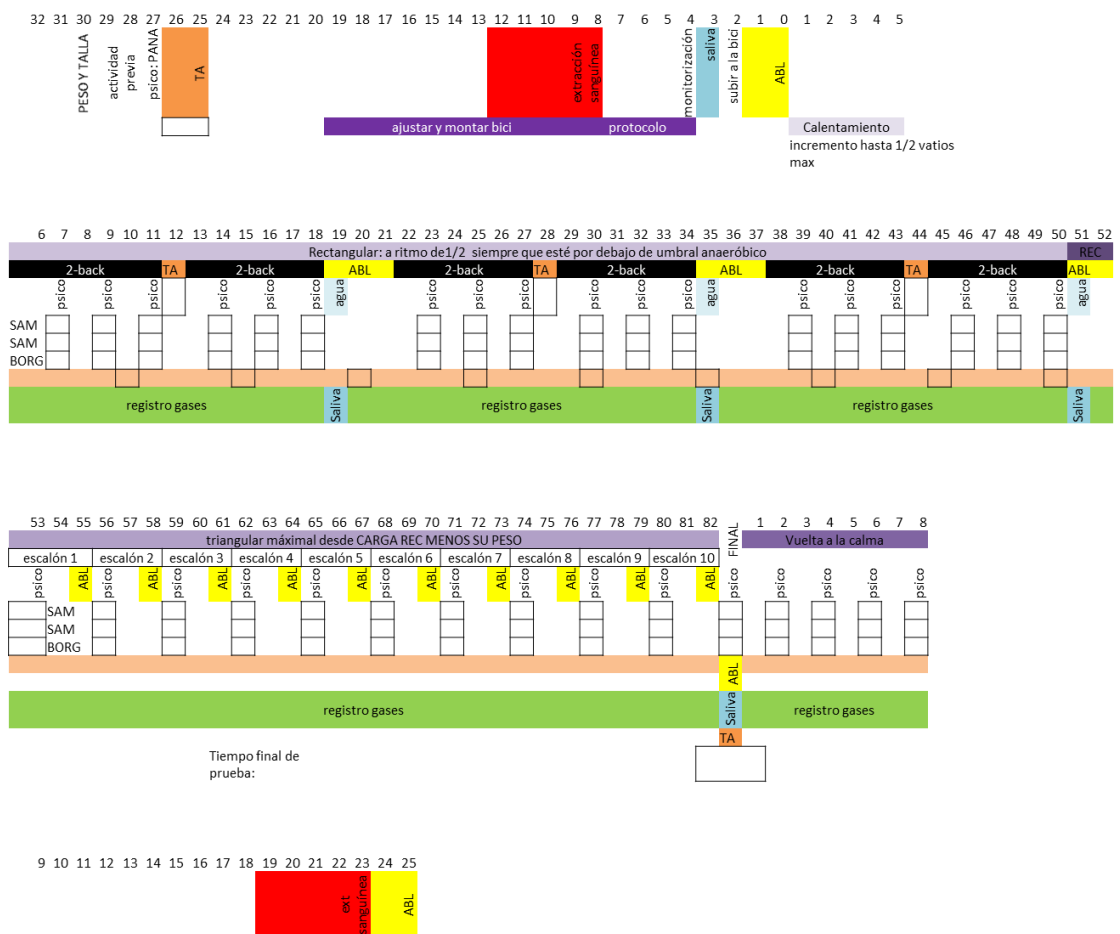 32 31 30 29 28 27 26 25 24 23 22 21 20 19 18 17 16 15 14 13 12 11 10 9 8 7 6 5 4 3 2 1 0 1 2 3 4 5
PESO Y TALLA
actividad
previa
psico: PANA
TA
extracción
sanguínea
monitorización
saliva
subir a la bici
ABL
ajustar y montar bici
protocolo
Calentamiento
incremento hasta 1/2 vatios
max
6 7 8 9 10 11 12 13 14 15 16 17 18 19 20 21 22 23 24 25 26 27 28 29 30 31 32 33 34 35 36 37 38 39 40 41 42 43 44 45 46 47 48 49 50 51 52
Rectangular: a ritmo de1/2 siempre que esté por debajo de umbral anaeróbico REC
2-back TA 2-back ABL 2-back TA 2-back ABL 2-back TA 2-back ABL
psico psico psico psico psico psico agua psico psico psico psico psico psico agua psico psico psico psico psico psico agua
SAM
SAM
BORG
registro gases Saliva registro gases Saliva registro gases Saliva
53 54 55 56 57 58 59 60 61 62 63 64 65 66 67 68 69 70 71 72 73 74 75 76 77 78 79 80 81 82 FINAL 1 2 3 4 5 6 7 8
triangular máximal desde CARGA REC MENOS SU PESO Vuelta a la calma
escalón 1 escalón 2 escalón 3 escalón 4 escalón 5 escalón 6 escalón 7 escalón 8 escalón 9 escalón 10
psico ABL psico ABL psico ABL psico ABL psico ABL psico ABL psico ABL psico ABL psico ABL psico ABL psico psico psico psico psico
SAM
SAM
BORG
ABL
registro gases Saliva registro gases
TA
Tiempo final de
prueba:
9 10 11 12 13 14 15 16 17 18 19 20 21 22 23 24 25
ext
sanguínea
ABL